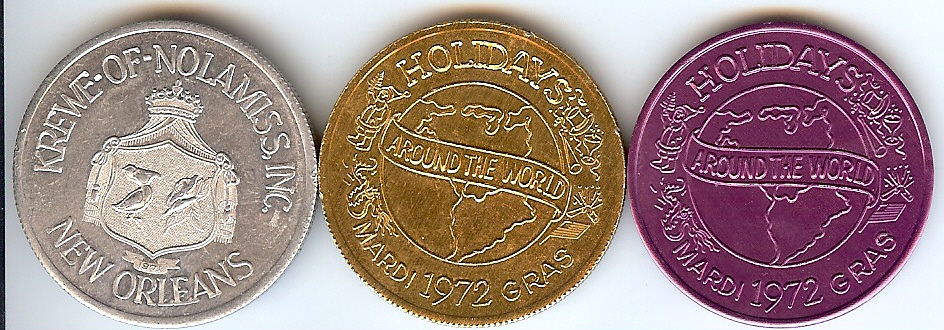 KREWE-OF-NOLAMISS, INC.
NEW ORLEANS
HOLIDAYS
AROUND THE WORLD
MARDI 1972 GRAS
HOLIDAYS
AROUND THE WORLD
MARDI 1972 GRAS